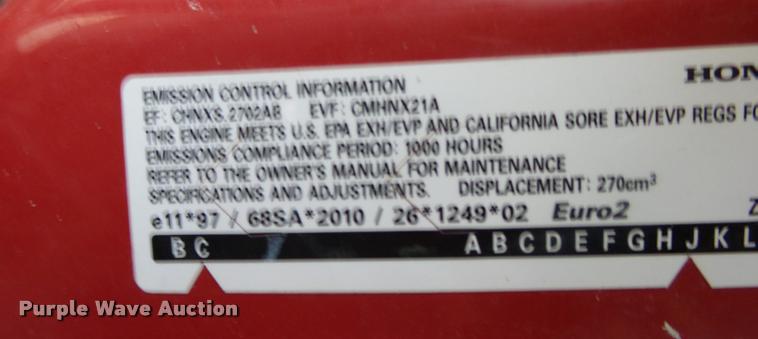 HON
EMISSION CONTROL INFORMATION
EF: CHNXS.2702AB EVF: CMHNX21A
THIS ENGINE MEETS U.S. EPA EXH/EVP AND CALIFORNIA SORE EXH/EVP REGS FO
EMISSIONS COMPLIANCE PERIOD: 1000 HOURS
REFER TO THE OWNER'S MANUAL FOR MAINTENANCE
SPECIFICATIONS AND ADJUSTMENTS. DISPLACEMENT: 270cm³
e11*97 / 68SA*2010 / 26*1249*02 Euro2 Z
B C A B C D E F G H J K L
Purple Wave Auction